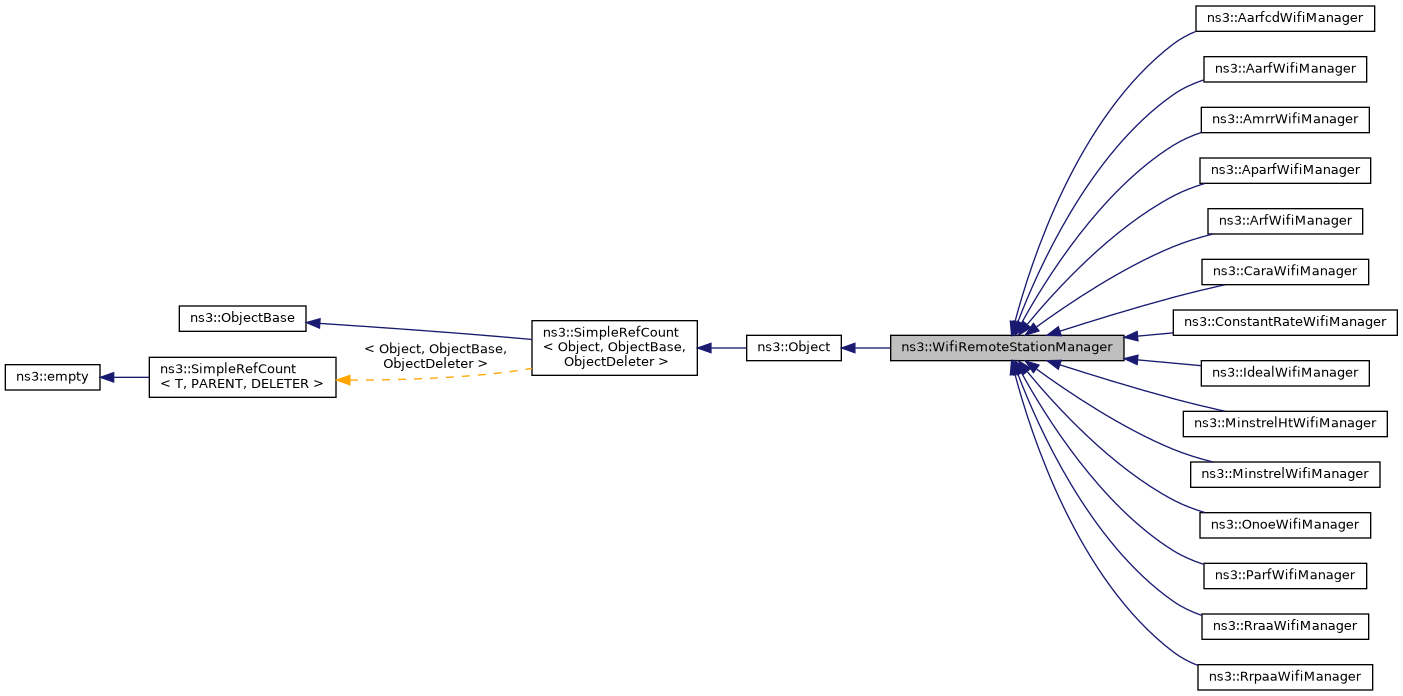 ns3::AarfcdWifiManager
ns3::AarfWifiManager
ns3::AmrrWifiManager
ns3::AparfWifiManager
ns3::ArfWifiManager
ns3::CaraWifiManager
ns3::ObjectBase
ns3::SimpleRefCount
< Object, ObjectBase,
ObjectDeleter >
< Object, ObjectBase,
ObjectDeleter >
ns3::Object
ns3::WifiRemoteStationManager
ns3::ConstantRateWifiManager
ns3::empty
ns3::SimpleRefCount
< T, PARENT, DELETER >
ns3::IdealWifiManager
ns3::MinstrelHtWifiManager
ns3::MinstrelWifiManager
ns3::OnoeWifiManager
ns3::ParfWifiManager
ns3::RraaWifiManager
ns3::RrpaaWifiManager